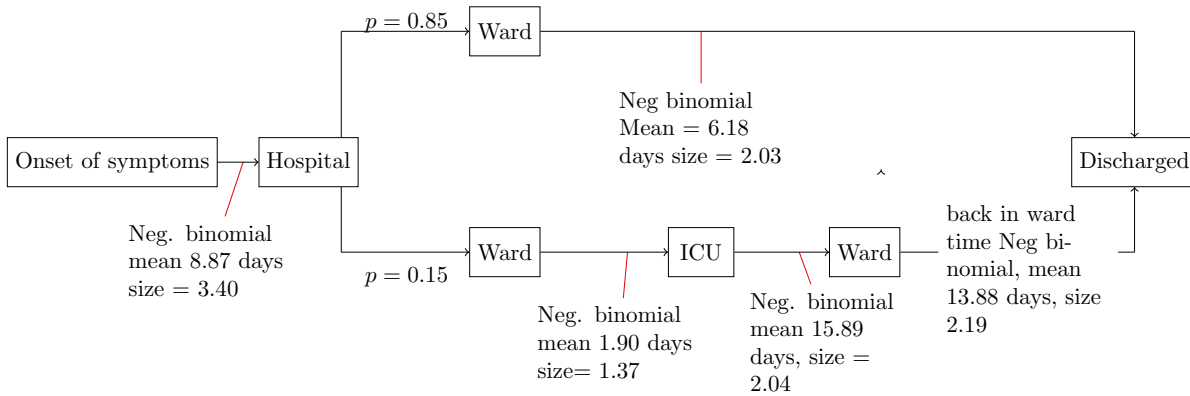 p = 0.85
Ward
Neg binomial
Mean = 6.18
days size = 2.03
Onset of symptoms
Hospital
Discharged
Neg. binomial
mean 8.87 days
size = 3.40
p = 0.15
Ward
ICU
Ward
back in ward
time Neg bi-
nomial, mean
13.88 days, size
2.19
Neg. binomial
mean 1.90 days
size= 1.37
Neg. binomial
mean 15.89
days, size =
2.04